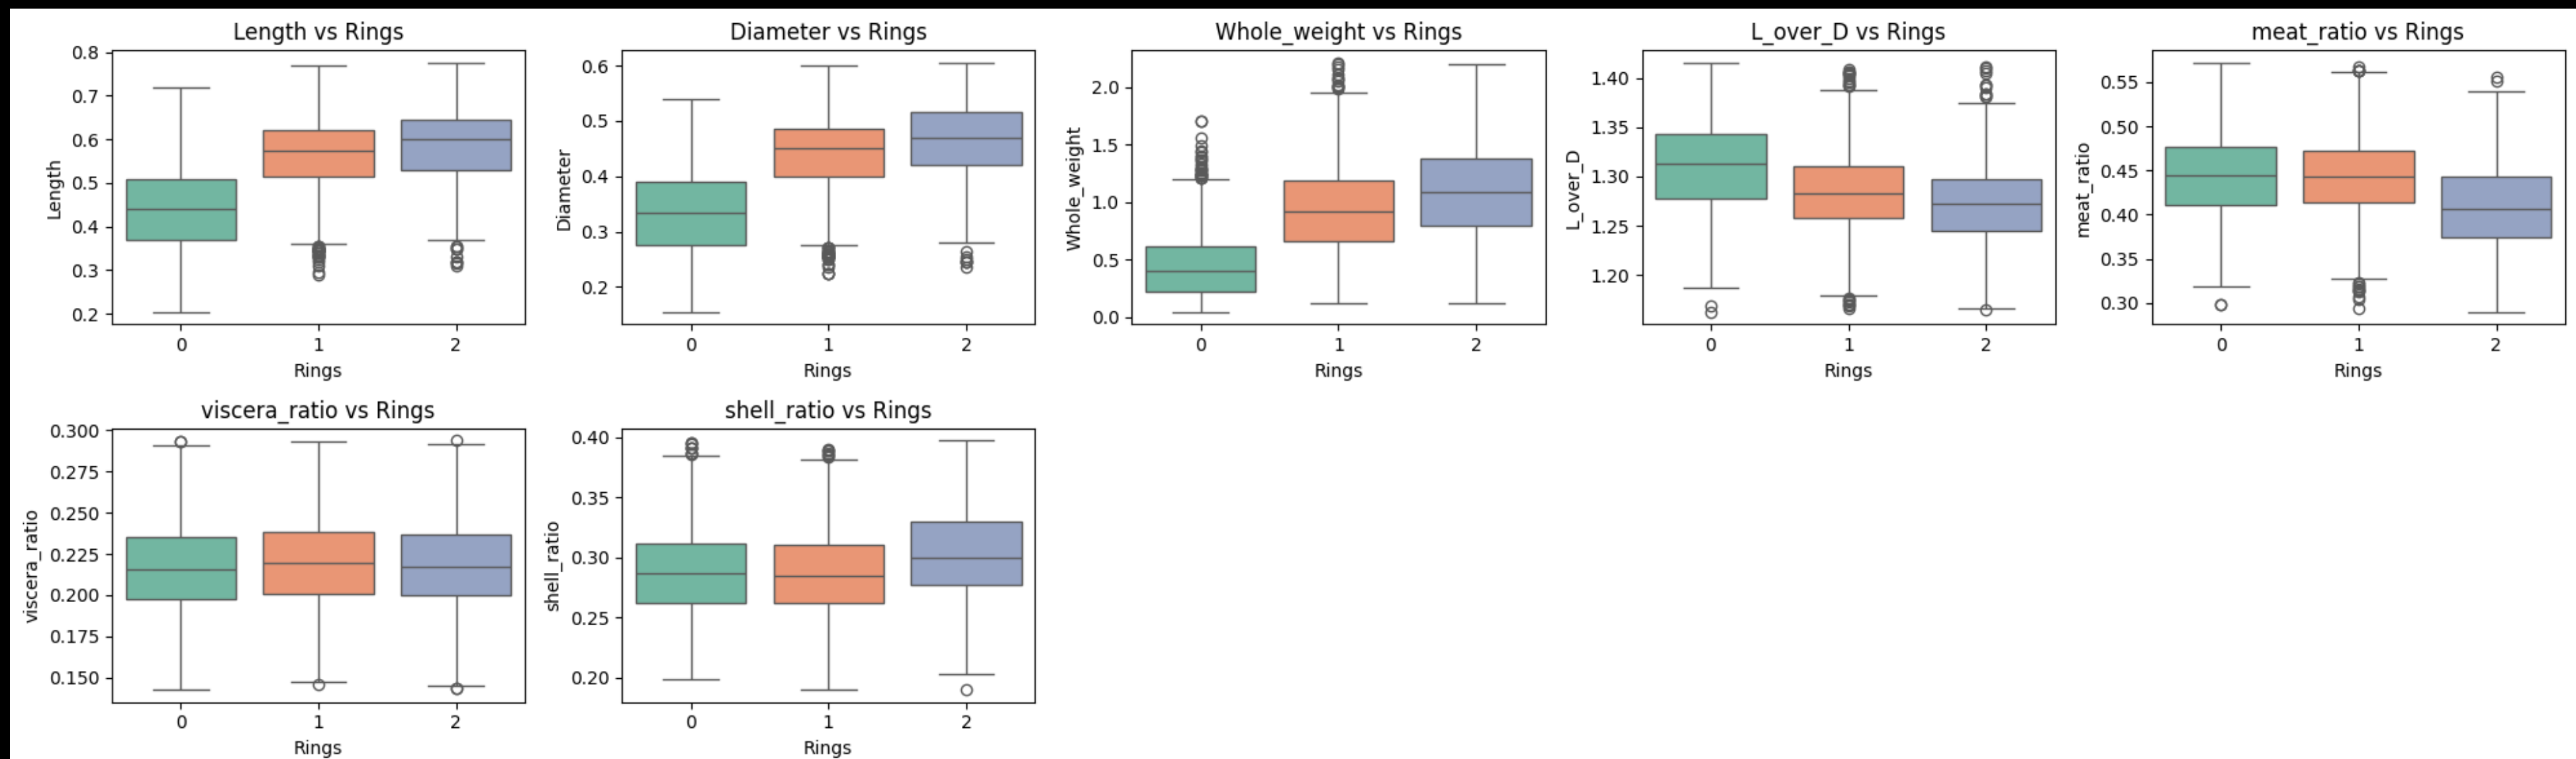 Length vs Rings
Length
0.8
0.7
0.6
0.5
0.4
0.3
0.2
0 1 2
Rings
Diameter vs Rings
Diameter
0.6
0.5
0.4
0.3
0.2
0 1 2
Rings
Whole_weight vs Rings
Whole_weight
2.0
1.5
1.0
0.5
0.0
0 1 2
Rings
L_over_D vs Rings
L_over_D
1.40
1.35
1.30
1.25
1.20
0 1 2
Rings
meat_ratio vs Rings
meat_ratio
0.55
0.50
0.45
0.40
0.35
0.30
0 1 2
Rings
viscera_ratio vs Rings
viscera_ratio
0.300
0.275
0.250
0.225
0.200
0.175
0.150
0 1 2
Rings
shell_ratio vs Rings
shell_ratio
0.40
0.35
0.30
0.25
0.20
0 1 2
Rings